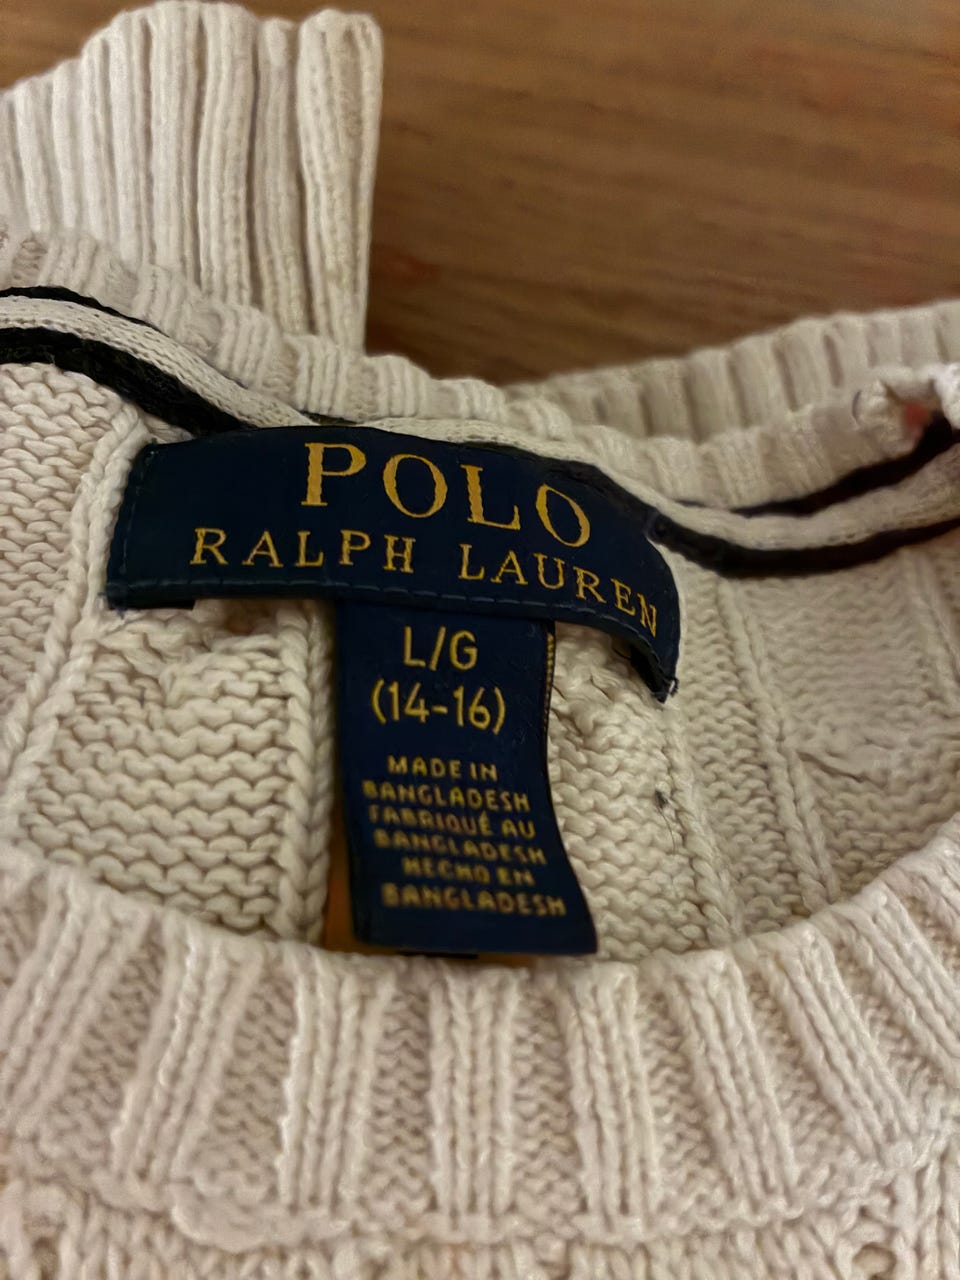 POLO
RALPH LAUREN
L/G
(14-16)
MADE IN
BANGLADESH
FABRIQUÉ AU
BANGLADESH
HECHO EN
BANGLADESH